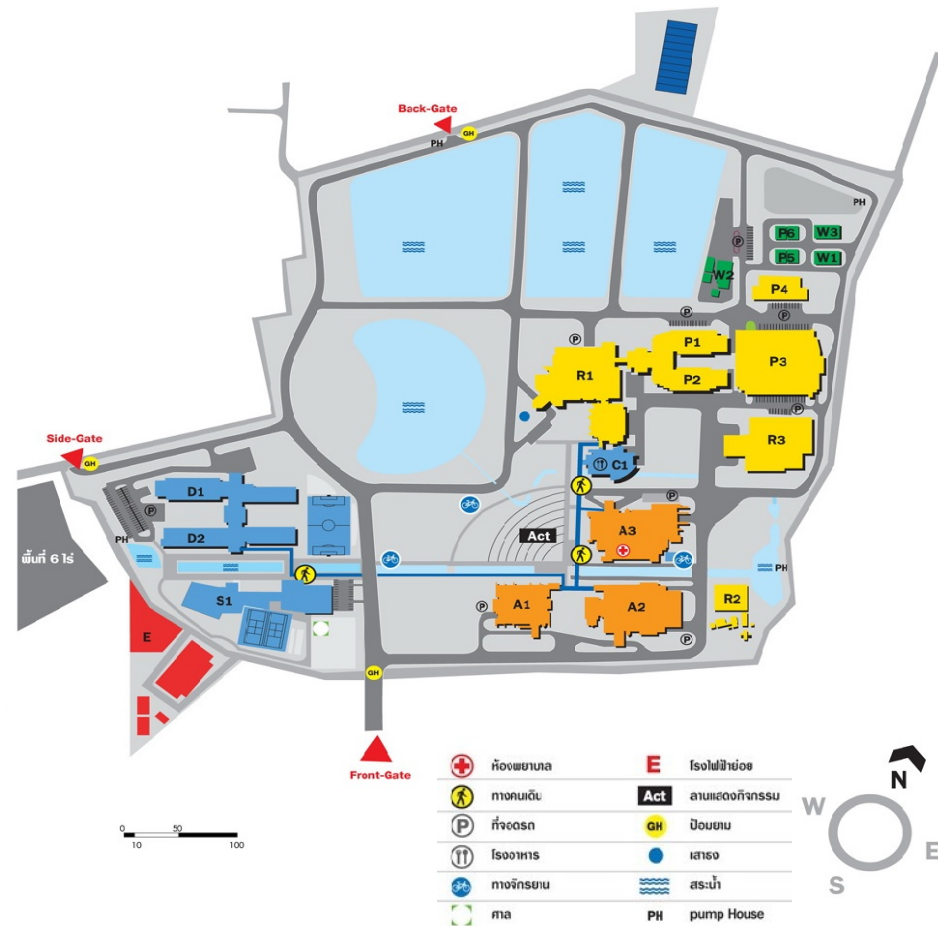 Back-Gate
GH
PH
PH
P6
W3
P
P5
W1
W2
P4
P
P
P
P1
P3
R1
P2
P
R3
Side-Gate
GH
C1
D1
P
P
A3
D2
Act
PH
พื้นที่ 6 ไร่
PH
S1
A1
A2
R2
P
E
P
GH
Front-Gate
ห้องพยาบาล
E โรงไฟฟ้าย่อย
ทางคนเดิน
Act ลานแสดงกิจกรรม
P ที่จอดรถ
GH ป้อมยาม
โรงอาหาร
เสาธง
ทางจักรยาน
สระน้ำ
ศาล
PH pump House
N
W
E
S
0 50
10 100